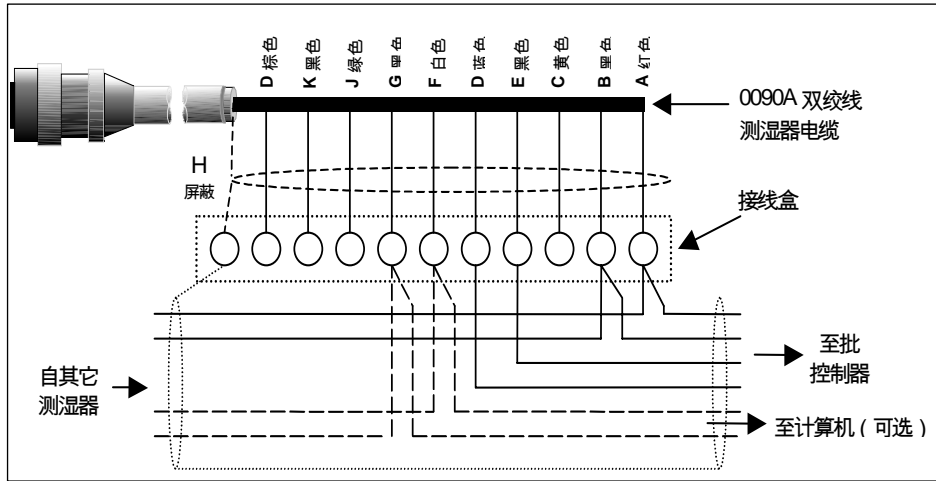 D 棕色
K 黑色
J 绿色
G 黑色
F 白色
D 蓝色
E 黑色
C 黄色
B 黑色
A 红色
0090A 双绞线
测湿器电缆
H
屏蔽
接线盒
自其它
测湿器
至批
控制器
至计算机（可选）